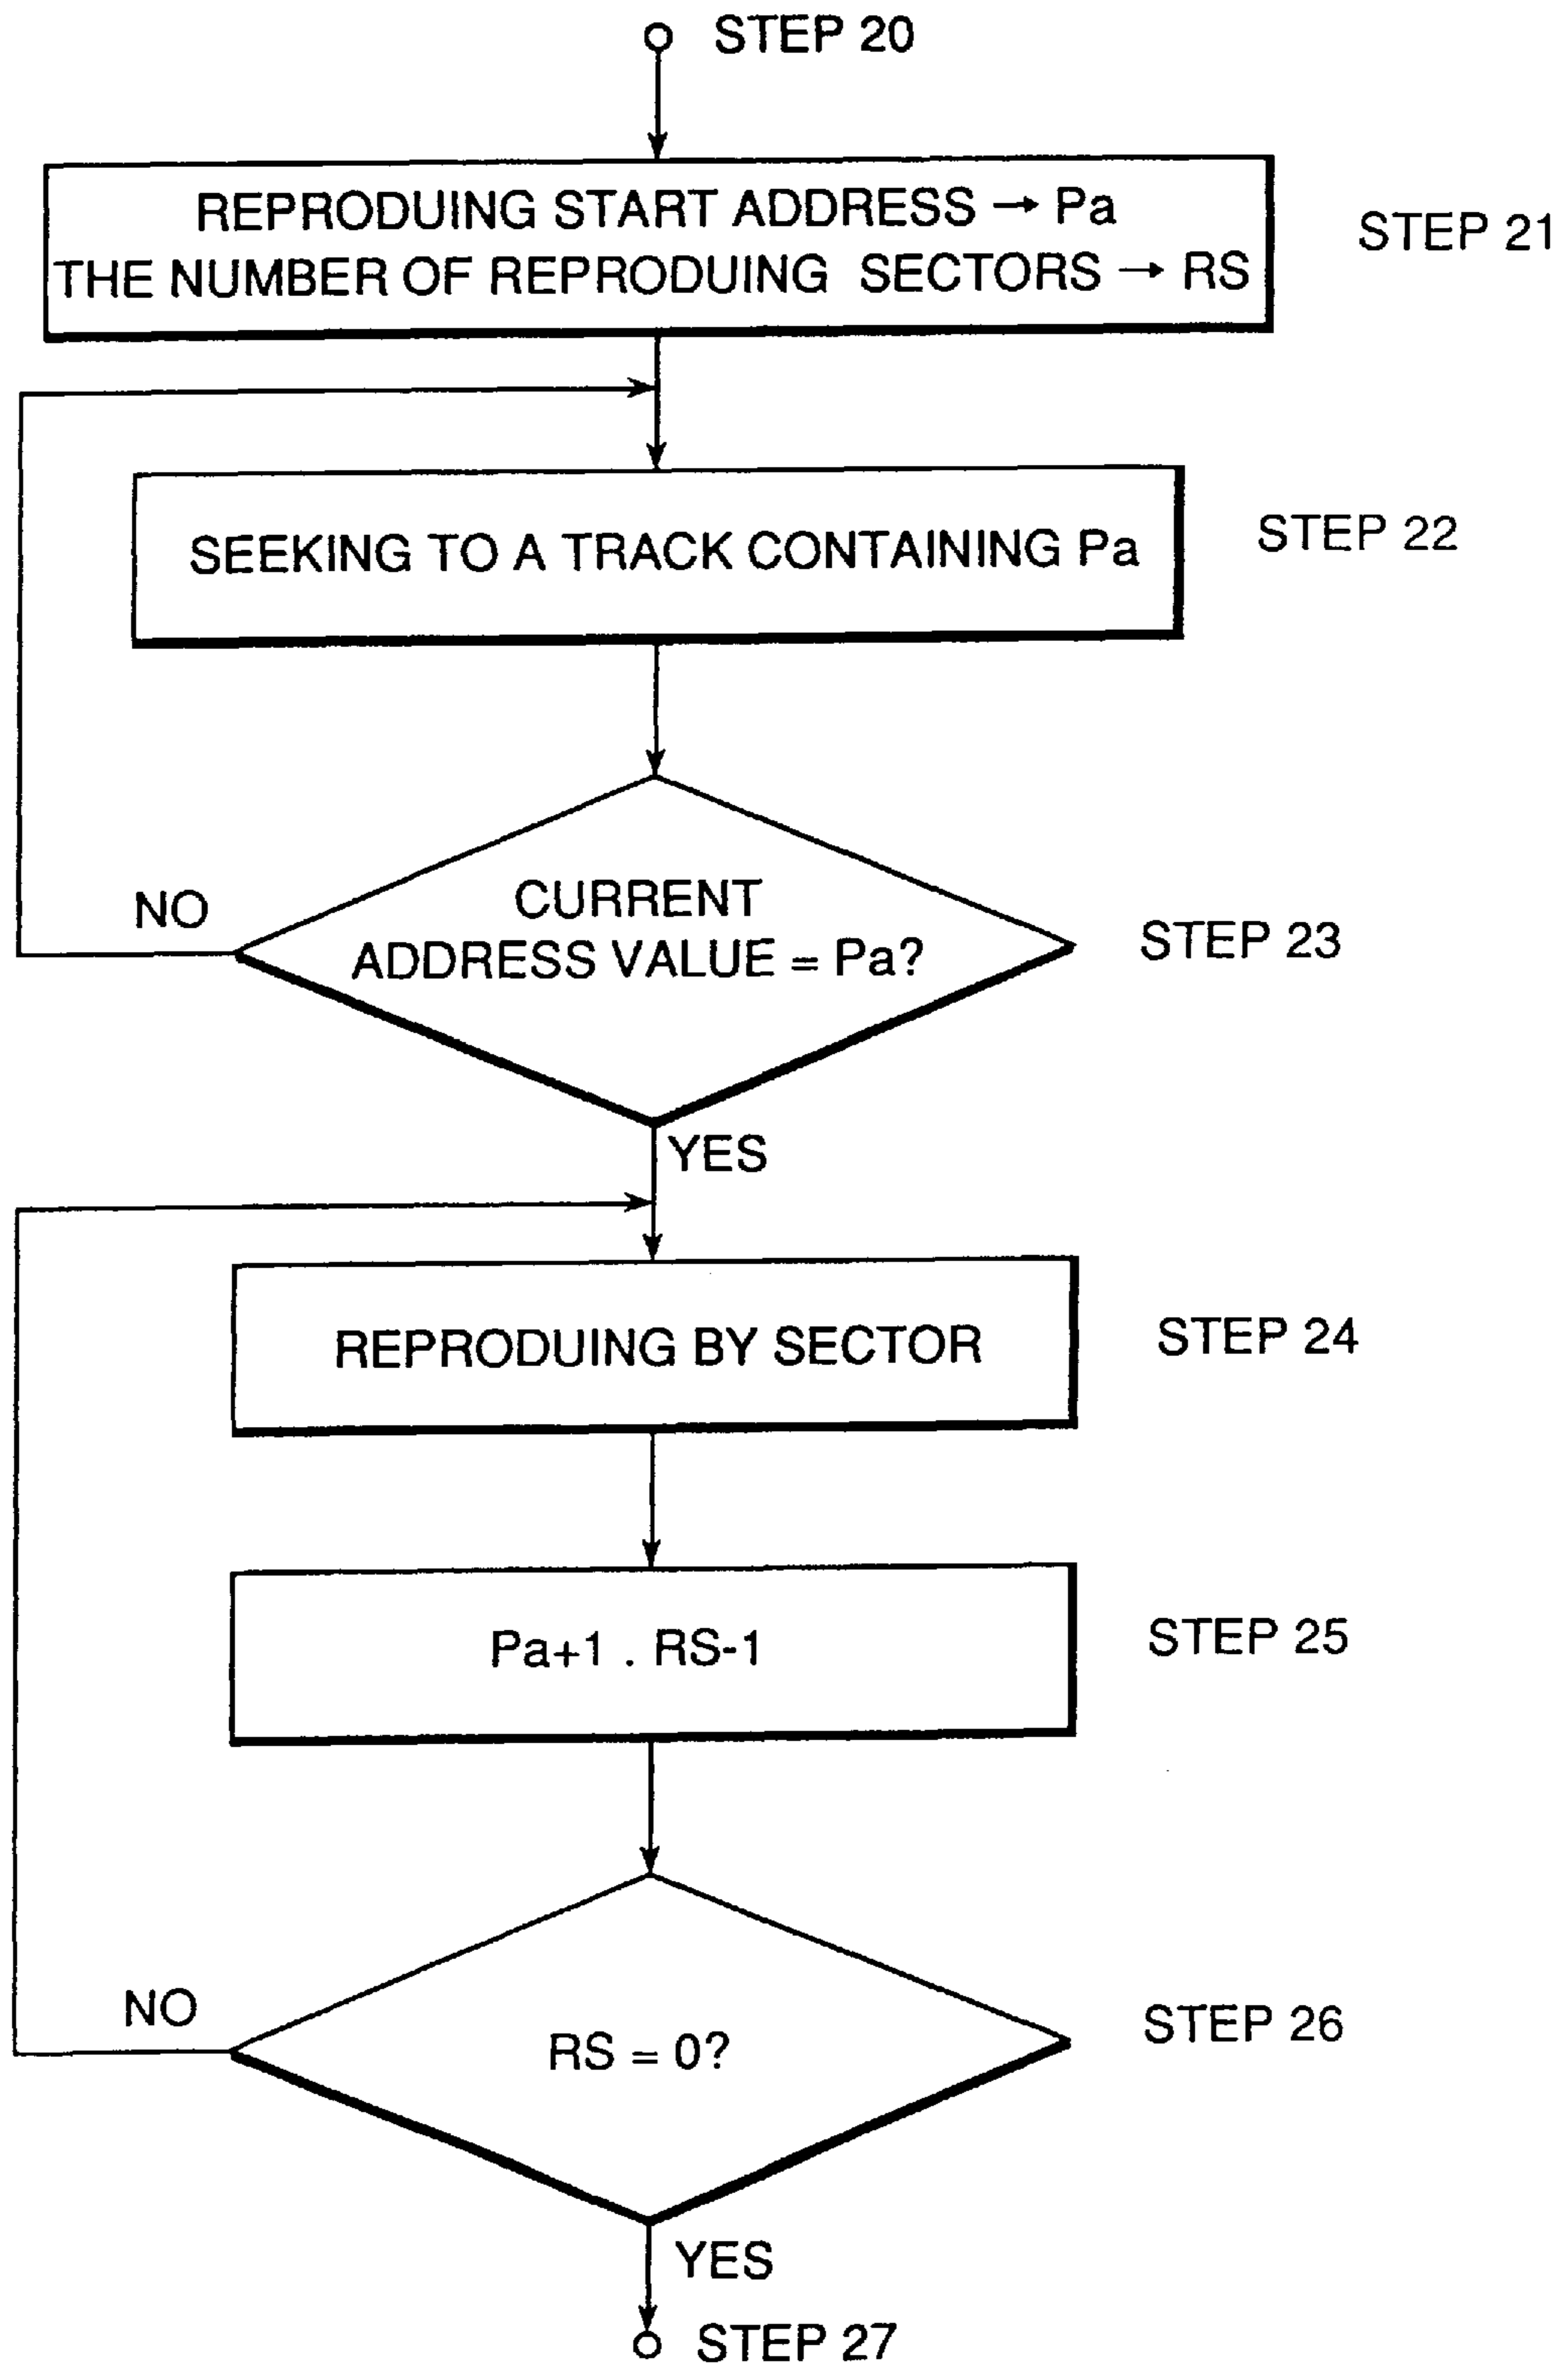 STEP 20
REPRODUING START ADDRESS → Pa
THE NUMBER OF REPRODUING SECTORS → RS
STEP 21
SEEKING TO A TRACK CONTAINING Pa
STEP 22
CURRENT
ADDRESS VALUE = Pa?
STEP 23
NO
YES
REPRODUING BY SECTOR
STEP 24
Pa+1 . RS-1
STEP 25
RS = 0?
STEP 26
NO
YES
STEP 27